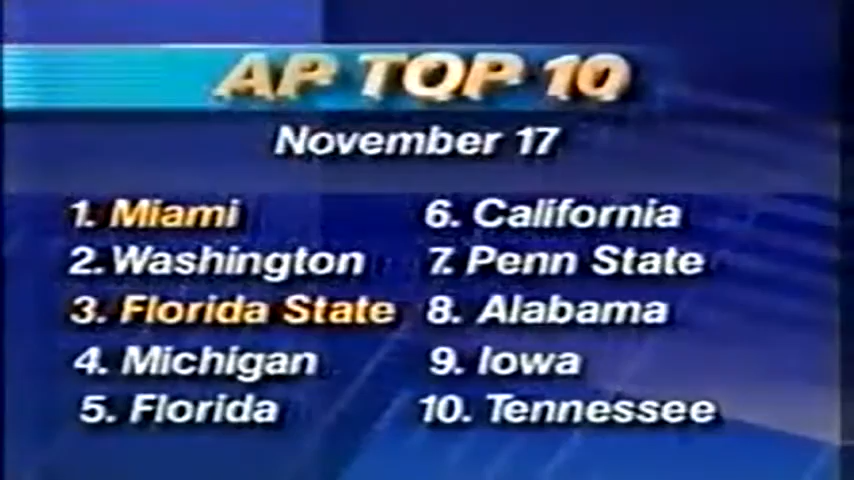 AP TOP 10
November 17
1. Miami
2. Washington
3. Florida State
4. Michigan
5. Florida
6. California
7. Penn State
8. Alabama
9. Iowa
10. Tennessee